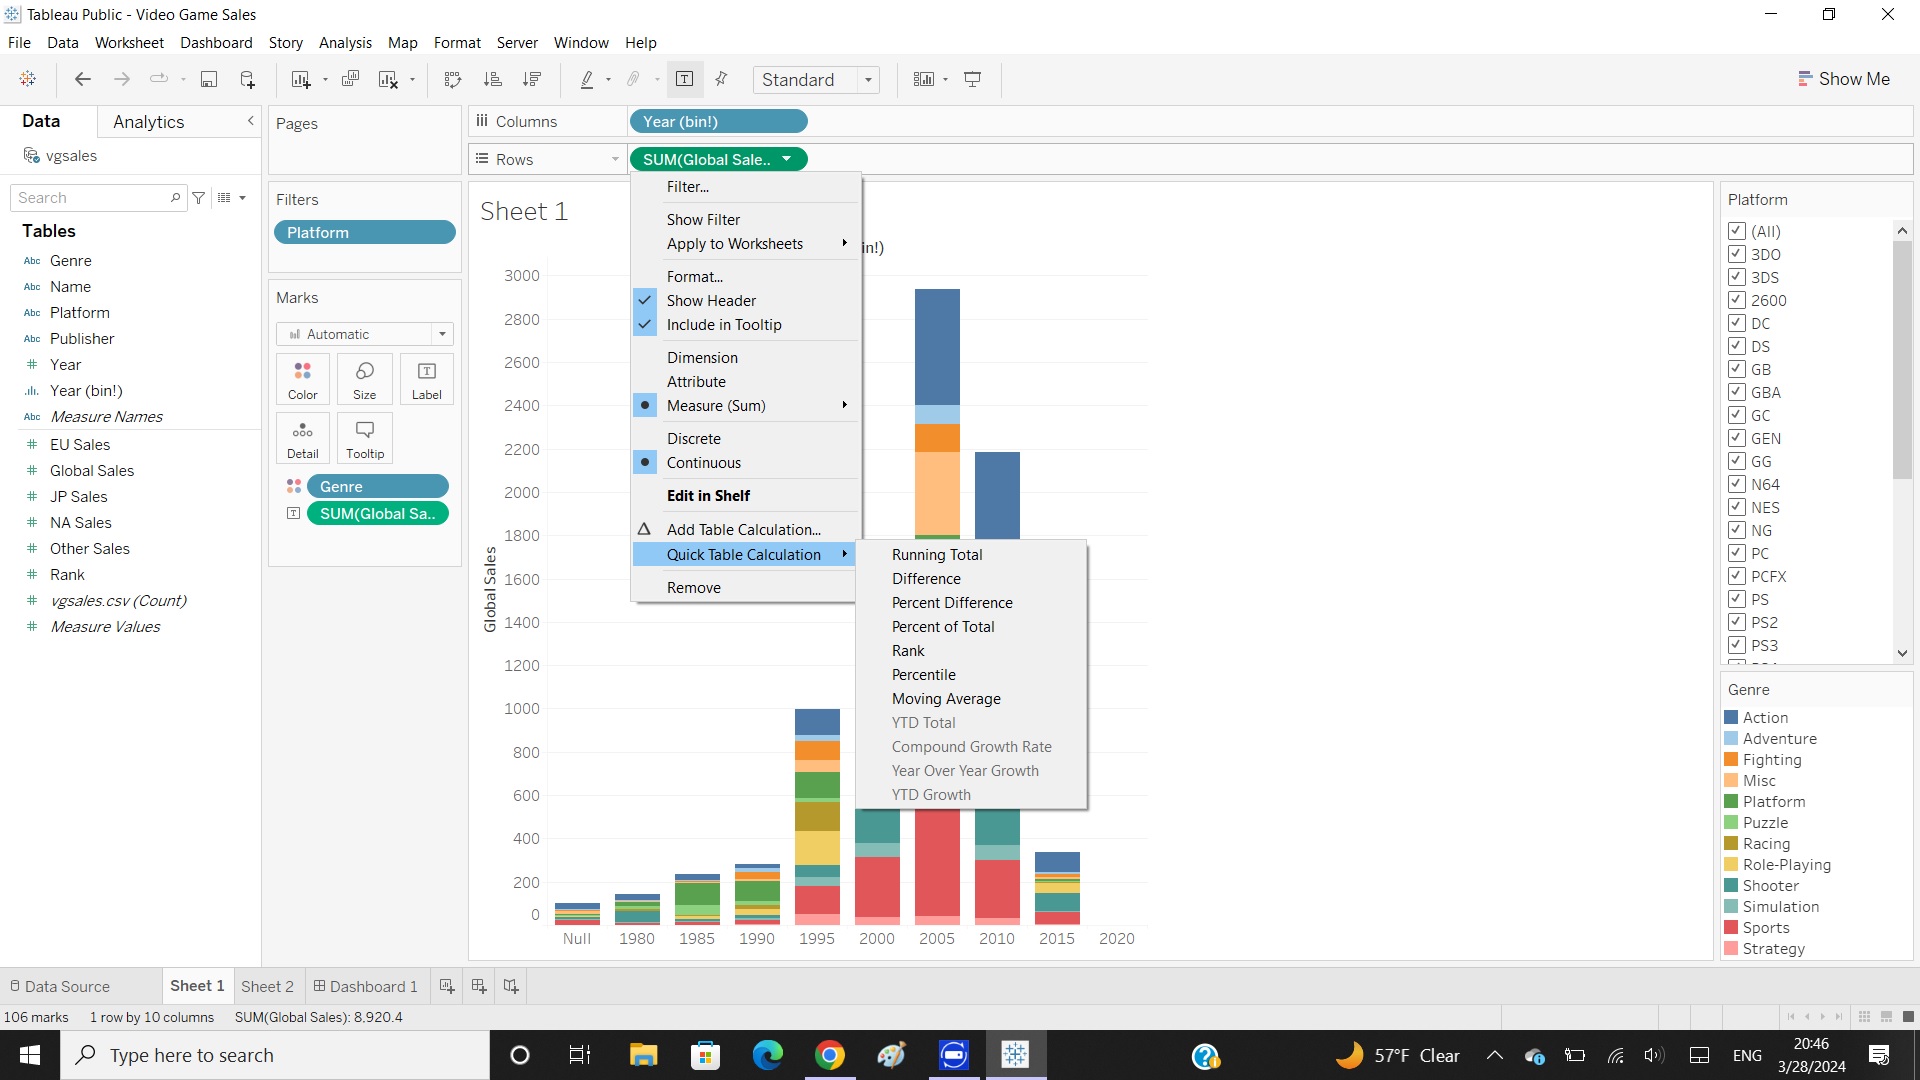 Tableau Public - Video Game Sales
File Data Worksheet Dashboard Story Analysis Map Format Server Window Help
Standard
Show Me
Data
Analytics
vgsales
Search
Tables
Abc Genre
Abc Name
Abc Platform
Abc Publisher
Year
Year (bin!)
Abc Measure Names
EU Sales
Global Sales
JP Sales
NA Sales
Other Sales
Rank
vgsales.csv (Count)
Measure Values
Pages
Filters
Platform
Marks
Automatic
Color
Size
Label
Detail
Tooltip
Genre
SUM(Global Sa..
Columns
Year (bin!)
Rows
SUM(Global Sale..
Sheet 1
in!)
Filter...
Show Filter
Apply to Worksheets
Format...
Show Header
Include in Tooltip
Dimension
Attribute
Measure (Sum)
Discrete
Continuous
Edit in Shelf
Add Table Calculation...
Quick Table Calculation
Remove
Running Total
Difference
Percent Difference
Percent of Total
Rank
Percentile
Moving Average
YTD Total
Compound Growth Rate
Year Over Year Growth
YTD Growth
Global Sales
3000
2800
2600
2400
2200
2000
1800
1600
1400
1200
1000
800
600
400
200
0
Null 1980 1985 1990 1995 2000 2005 2010 2015 2020
Platform
(All)
3DO
3DS
2600
DC
DS
GB
GBA
GC
GEN
GG
N64
NES
NG
PC
PCFX
PS
PS2
PS3
Genre
Action
Adventure
Fighting
Misc
Platform
Puzzle
Racing
Role-Playing
Shooter
Simulation
Sports
Strategy
Data Source
Sheet 1
Sheet 2
Dashboard 1
106 marks 1 row by 10 columns SUM(Global Sales): 8,920.4
Type here to search
57°F Clear
ENG
20:46
3/28/2024